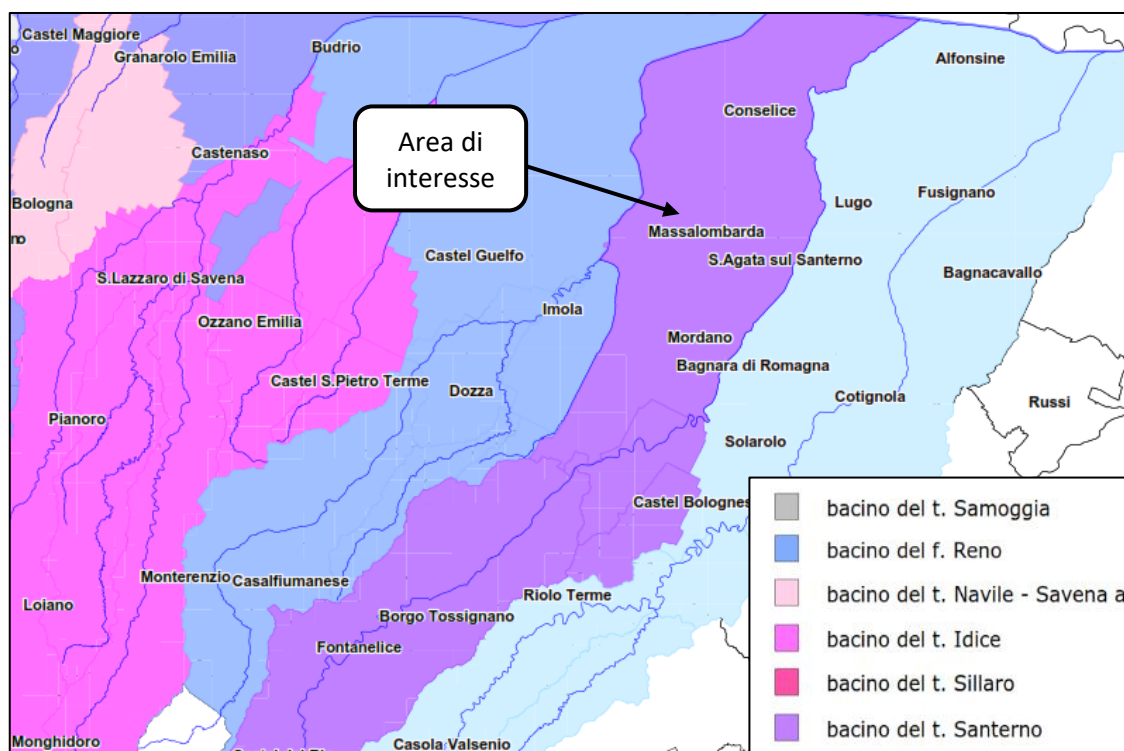 Castel Maggiore
Granarolo Emilia
Budrio
Alfonsine
o
Conselice
Area di
interesse
Castenaso
Bologna
Lugo
Fusignano
no
Massalombarda
S.Agata sul Santerno
Castel Guelfo
Bagnacavallo
S.Lazzaro di Savena
Imola
Ozzano Emilia
Mordano
Bagnara di Romagna
Castel S.Pietro Terme
Dozza
Cotignola
Russi
Pianoro
Solarolo
Castel Bolognes
Monterenzio
Casalfiumanese
Riolo Terme
Loiano
Borgo Tossignano
Fontanelice
Monghidoro
Casola Valsenio
bacino del t. Samoggia
bacino del f. Reno
bacino del t. Navile - Savena a
bacino del t. Idice
bacino del t. Sillaro
bacino del t. Santerno